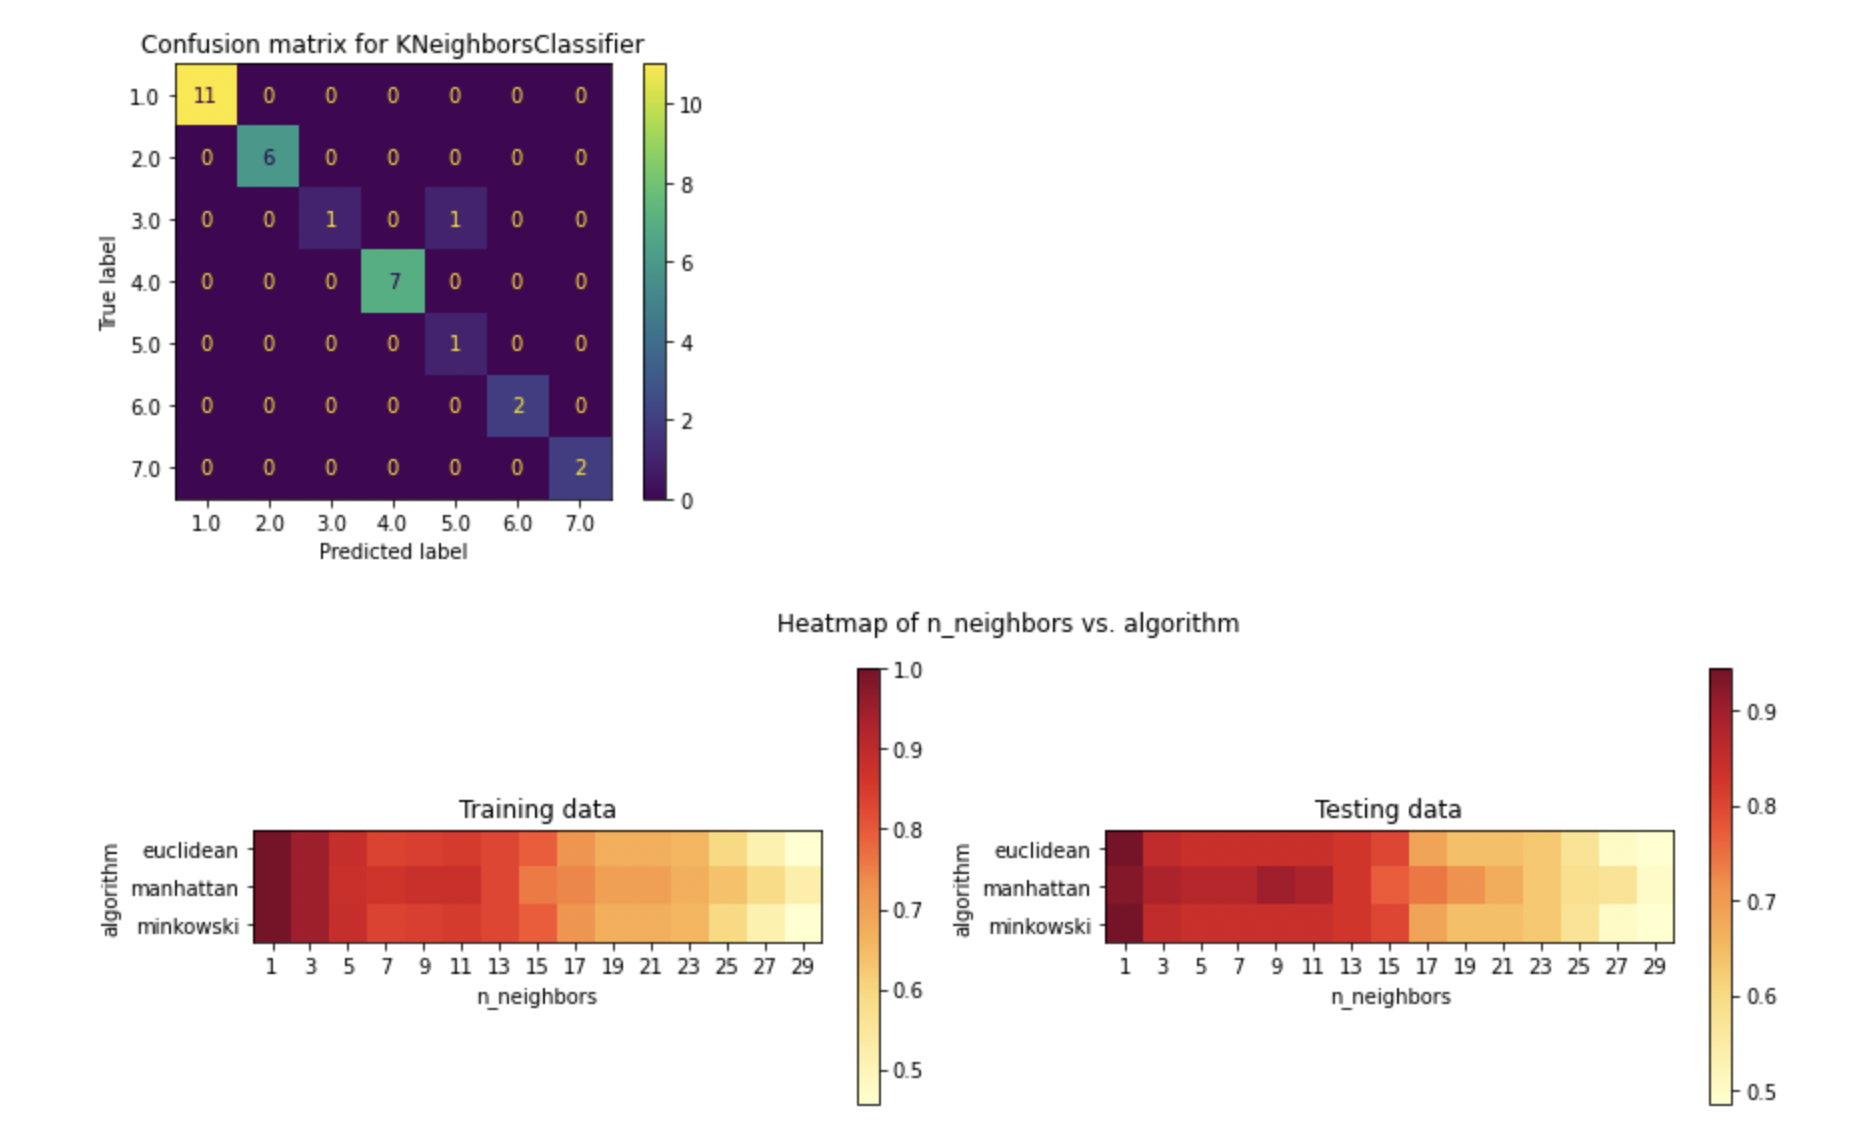 Confusion matrix for KNeighborsClassifier
1.0 11 0 0 0 0 0 0
2.0 0 6 0 0 0 0 0
3.0 0 0 1 0 1 0 0
4.0 0 0 0 7 0 0 0
5.0 0 0 0 0 1 0 0
6.0 0 0 0 0 0 2 0
7.0 0 0 0 0 0 0 2
True label
1.0 2.0 3.0 4.0 5.0 6.0 7.0
Predicted label
10
8
6
4
2
0
Heatmap of n_neighbors vs. algorithm
Training data
algorithm
euclidean
manhattan
minkowski
1 3 5 7 9 11 13 15 17 19 21 23 25 27 29
n_neighbors
1.0
0.9
0.8
0.7
0.6
0.5
Testing data
algorithm
euclidean
manhattan
minkowski
1 3 5 7 9 11 13 15 17 19 21 23 25 27 29
n_neighbors
0.9
0.8
0.7
0.6
0.5